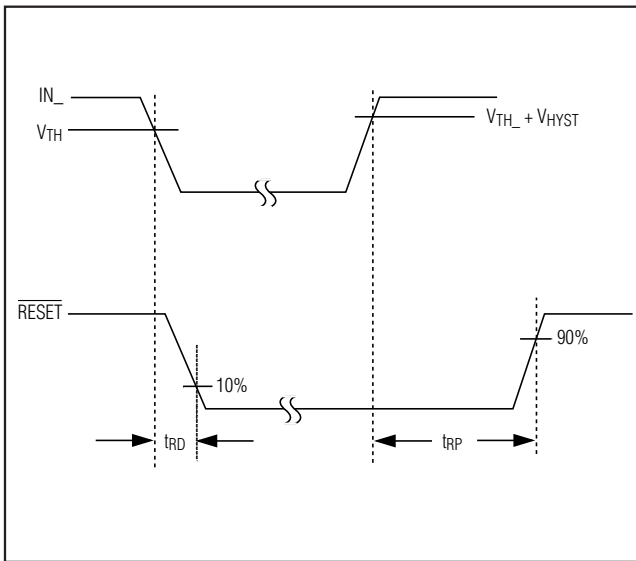 IN_
VTH
VTH_ + VHYST
RESET
10%
90%
tRD
tRP